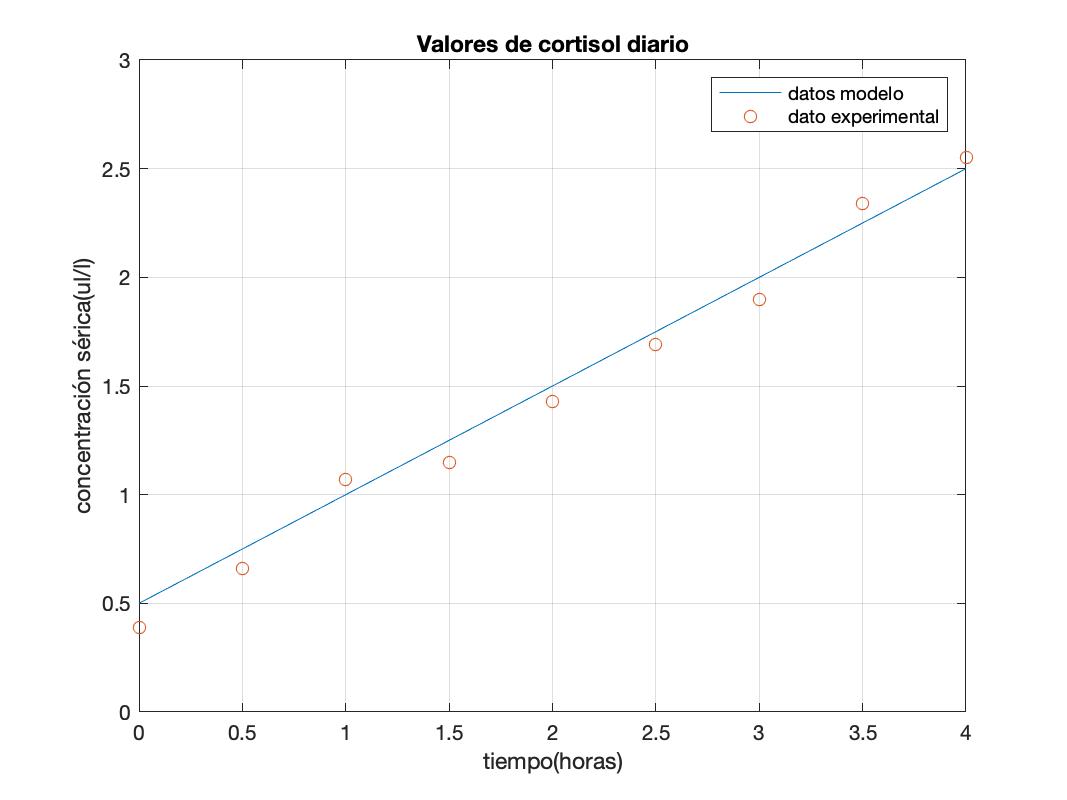 Valores de cortisol diario
datos modelo
dato experimental
concentración sérica(ul/l)
3
2.5
2
1.5
1
0.5
0
0 0.5 1 1.5 2 2.5 3 3.5 4
tiempo(horas)